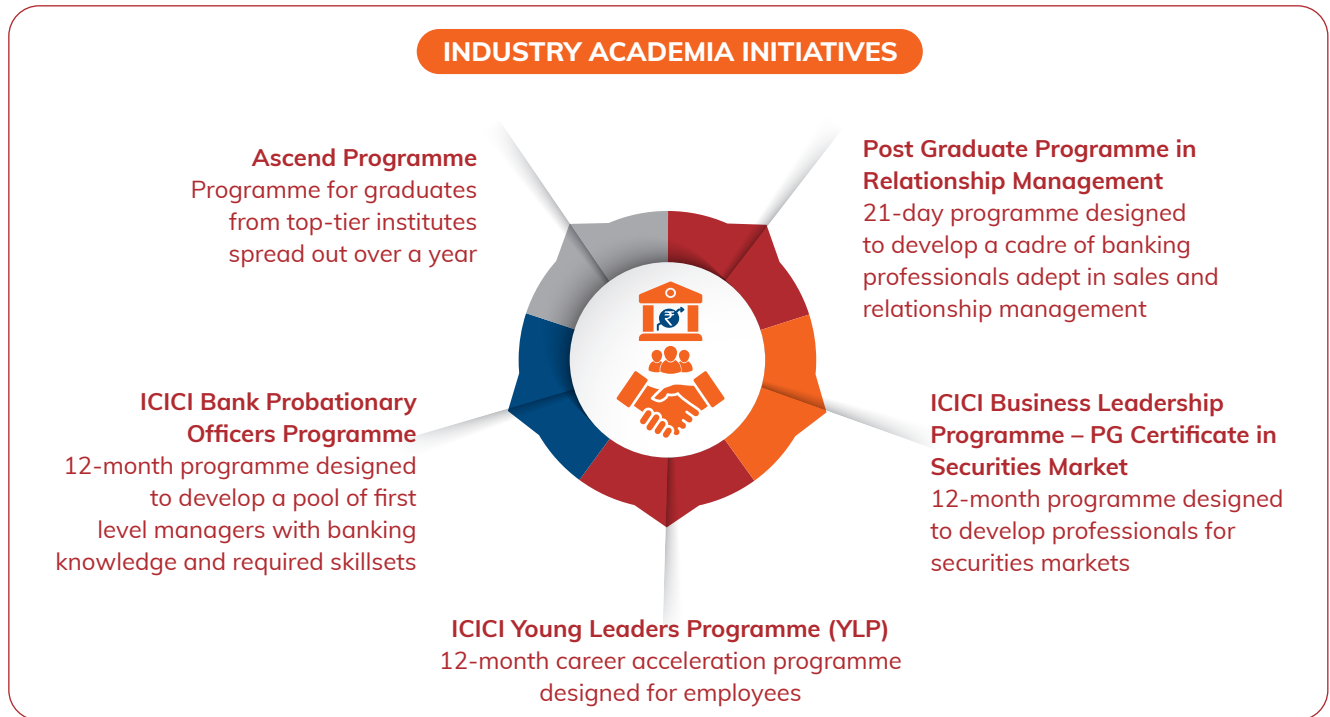 INDUSTRY ACADEMIA INITIATIVES
Ascend Programme
Programme for graduates
from top-tier institutes
spread out over a year
Post Graduate Programme in
Relationship Management
21-day programme designed
to develop a cadre of banking
professionals adept in sales and
relationship management
₹
ICICI Bank Probationary
Officers Programme
12-month programme designed
to develop a pool of first
level managers with banking
knowledge and required skillsets
ICICI Business Leadership
Programme – PG Certificate in
Securities Market
12-month programme designed
to develop professionals for
securities markets
ICICI Young Leaders Programme (YLP)
12-month career acceleration programme
designed for employees